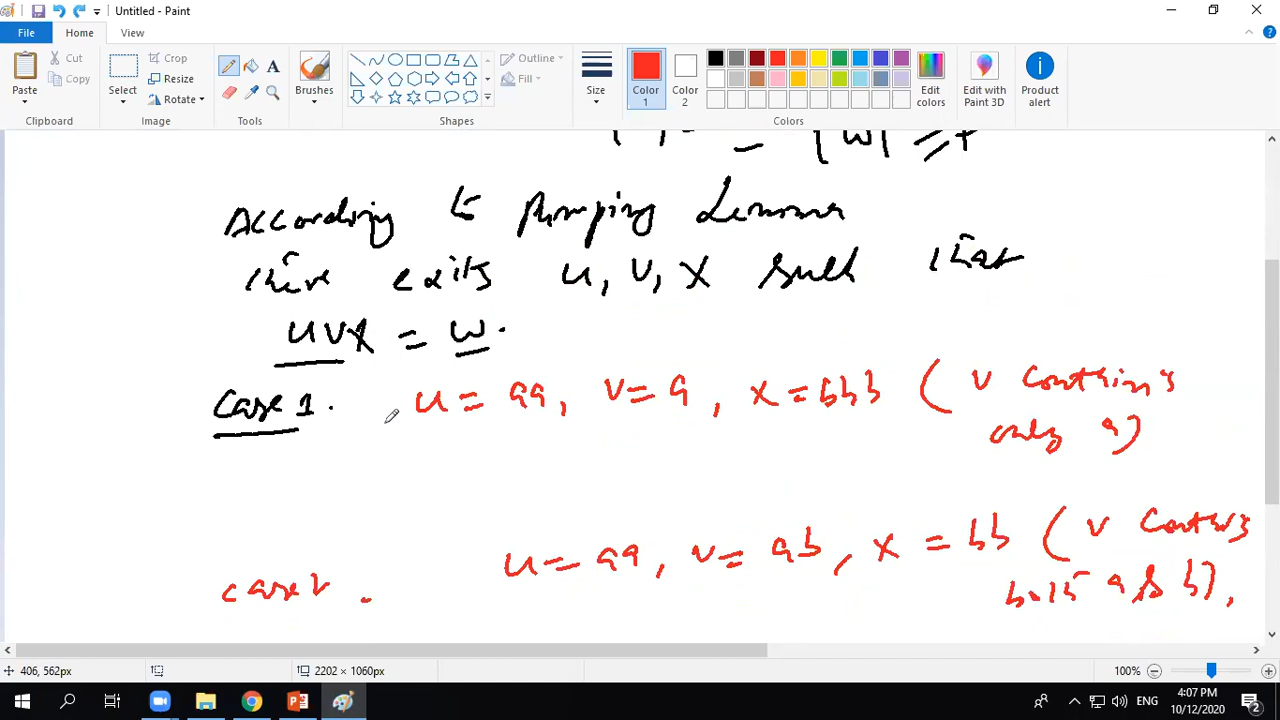 Untitled - Paint
File
Home
View
Paste
Cut
Copy
Clipboard
Select
Crop
Resize
Rotate
Image
Tools
Brushes
Shapes
Outline
Fill
Size
Color 1
Color 2
Edit colors
Colors
Edit with Paint 3D
Product alert
|w|
According to Pumping Lemma
there exits u, v, x such that
uvx = w.
Case 1. u = aa, v = a, x = bbb ( v Contain's
only a)
u = aa, v = ab, x = bb ( v Contin's
case v . both a & b),
406, 562px
2202 × 1060px
100%
ENG
4:07 PM
10/12/2020
2